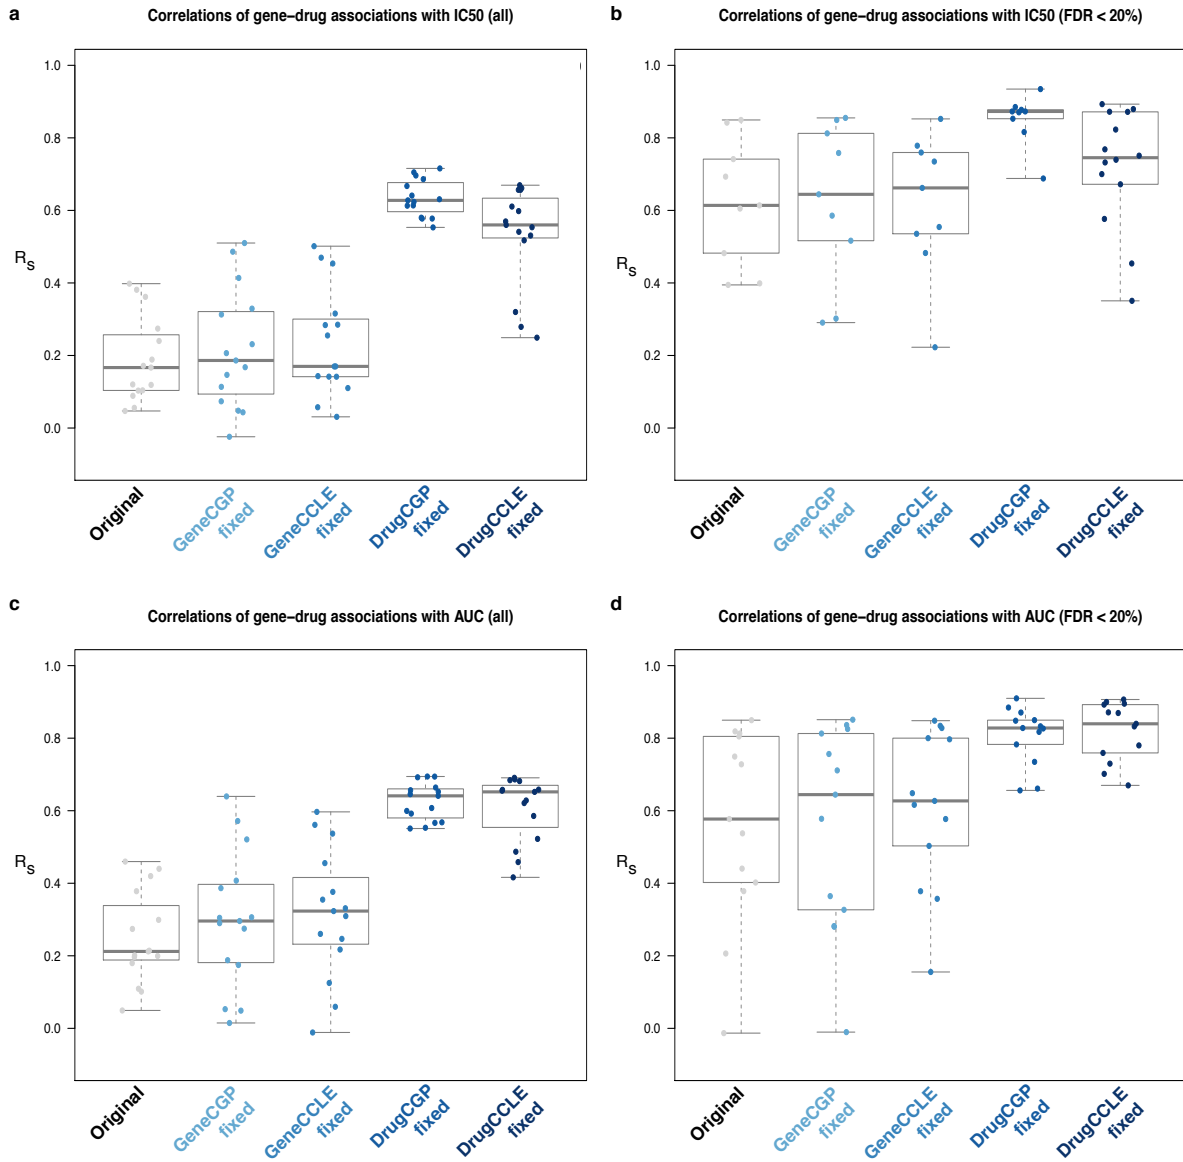 a
Correlations of gene–drug associations with IC50 (all)
1.0
0.8
0.6
0.4
0.2
0.0
RS
Original
GeneCGP
fixed
GeneCCLE
fixed
DrugCGP
fixed
DrugCCLE
fixed
b
Correlations of gene–drug associations with IC50 (FDR < 20%)
1.0
0.8
0.6
0.4
0.2
0.0
RS
Original
GeneCGP
fixed
GeneCCLE
fixed
DrugCGP
fixed
DrugCCLE
fixed
c
Correlations of gene–drug associations with AUC (all)
1.0
0.8
0.6
0.4
0.2
0.0
RS
Original
GeneCGP
fixed
GeneCCLE
fixed
DrugCGP
fixed
DrugCCLE
fixed
d
Correlations of gene–drug associations with AUC (FDR < 20%)
1.0
0.8
0.6
0.4
0.2
0.0
RS
Original
GeneCGP
fixed
GeneCCLE
fixed
DrugCGP
fixed
DrugCCLE
fixed